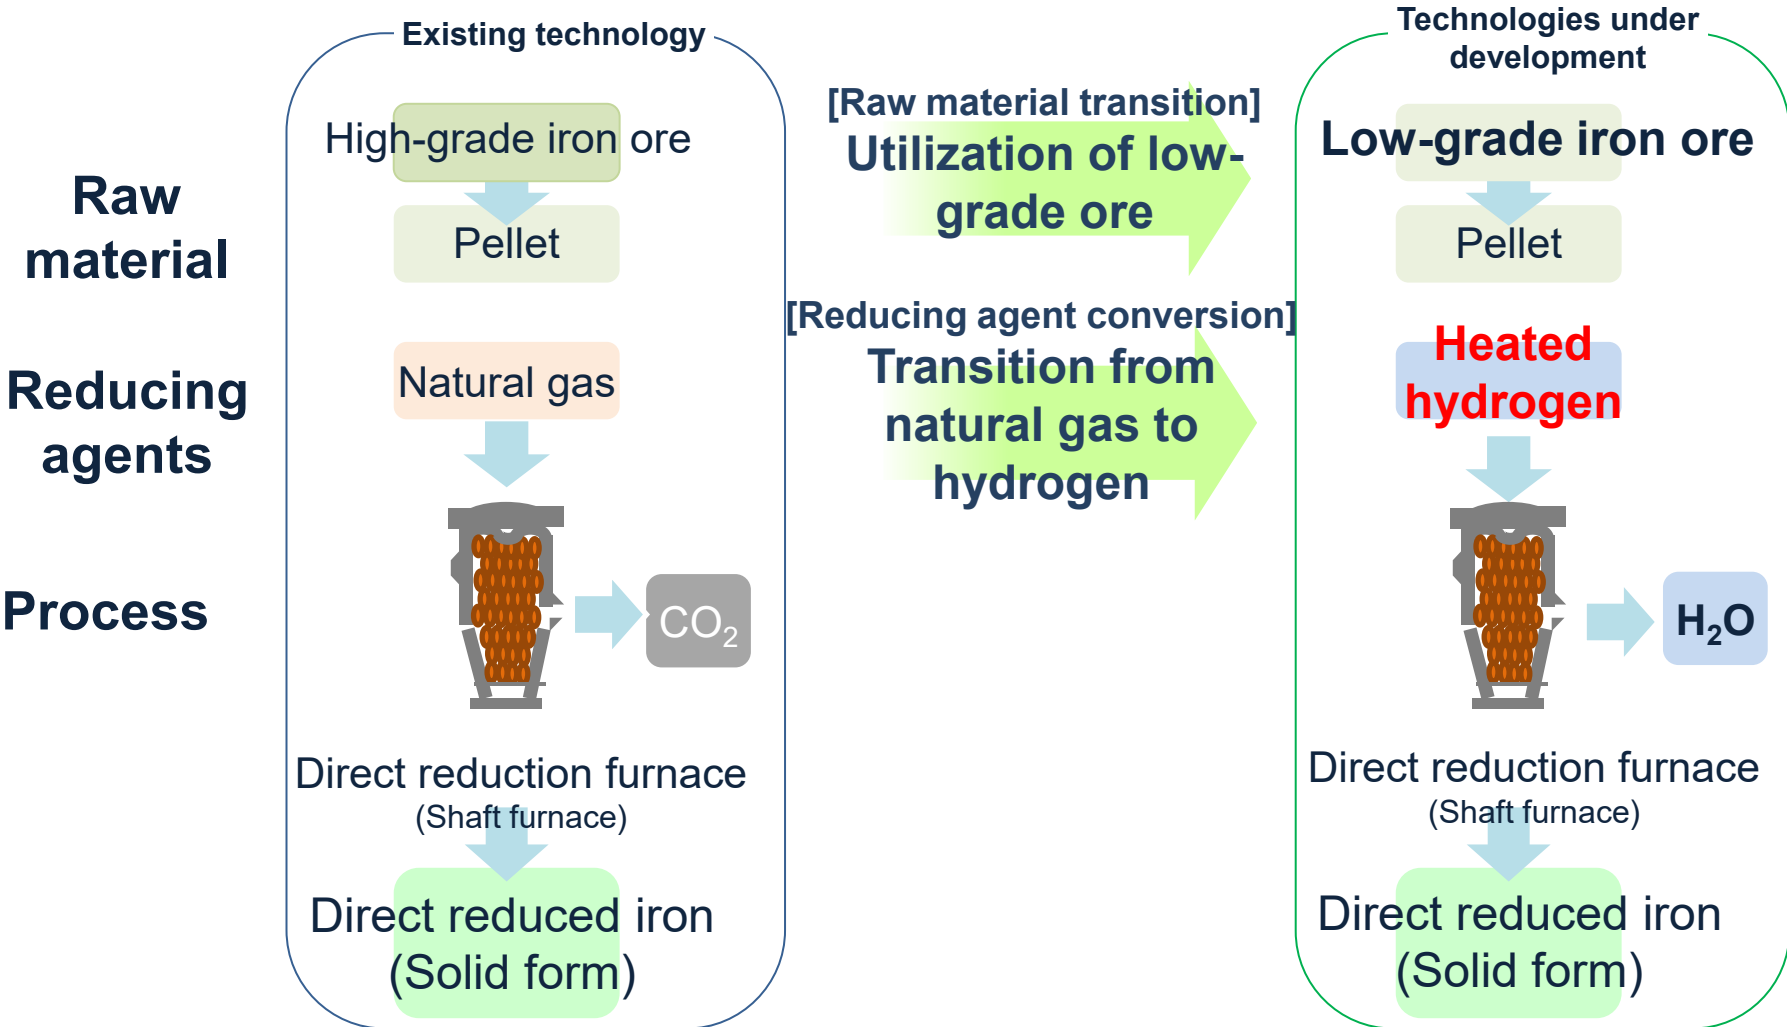 Existing technology
High-grade iron ore
Pellet
Raw
material
Natural gas
Reducing
agents
Process
CO₂
Direct reduction furnace
(Shaft furnace)
Direct reduced iron
(Solid form)
[Raw material transition]
Utilization of low-
grade ore
[Reducing agent conversion]
Transition from
natural gas to
hydrogen
Technologies under
development
Low-grade iron ore
Pellet
Heated
hydrogen
H₂O
Direct reduction furnace
(Shaft furnace)
Direct reduced iron
(Solid form)